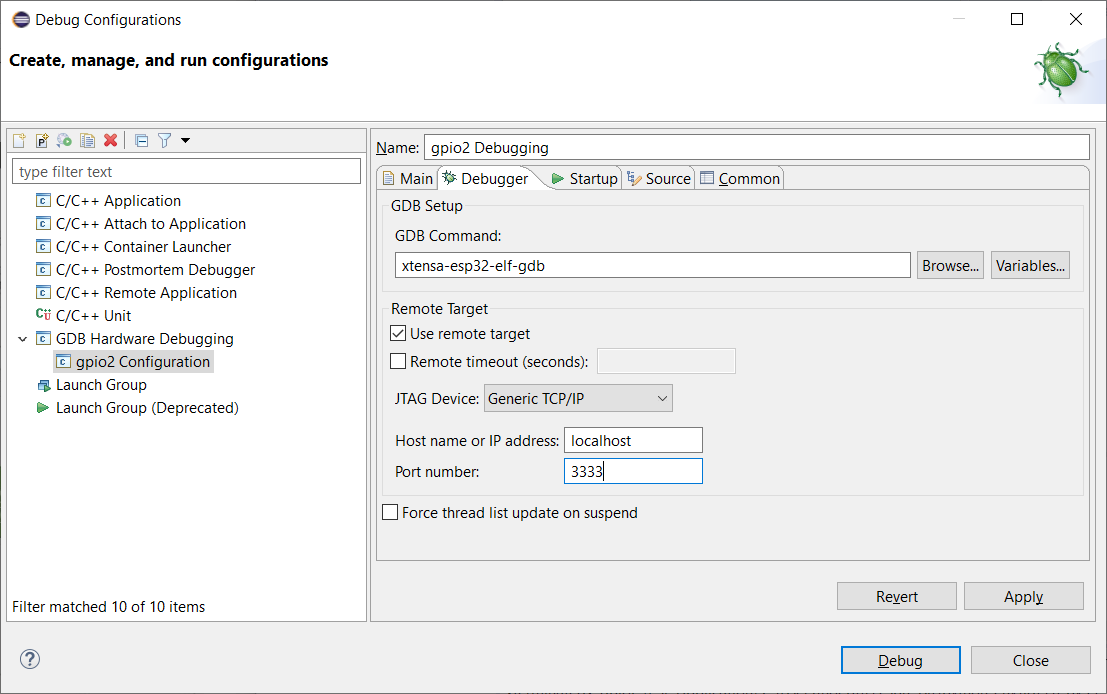 Debug Configurations
Create, manage, and run configurations
type filter text
C/C++ Application
C/C++ Attach to Application
C/C++ Container Launcher
C/C++ Postmortem Debugger
C/C++ Remote Application
C/C++ Unit
GDB Hardware Debugging
gpio2 Configuration
Launch Group
Launch Group (Deprecated)
Filter matched 10 of 10 items
Name: gpio2 Debugging
Main Debugger Startup Source Common
GDB Setup
GDB Command:
xtensa-esp32-elf-gdb Browse... Variables...
Remote Target
Use remote target
Remote timeout (seconds):
JTAG Device: Generic TCP/IP
Host name or IP address: localhost
Port number: 3333
Force thread list update on suspend
Revert Apply
Debug Close